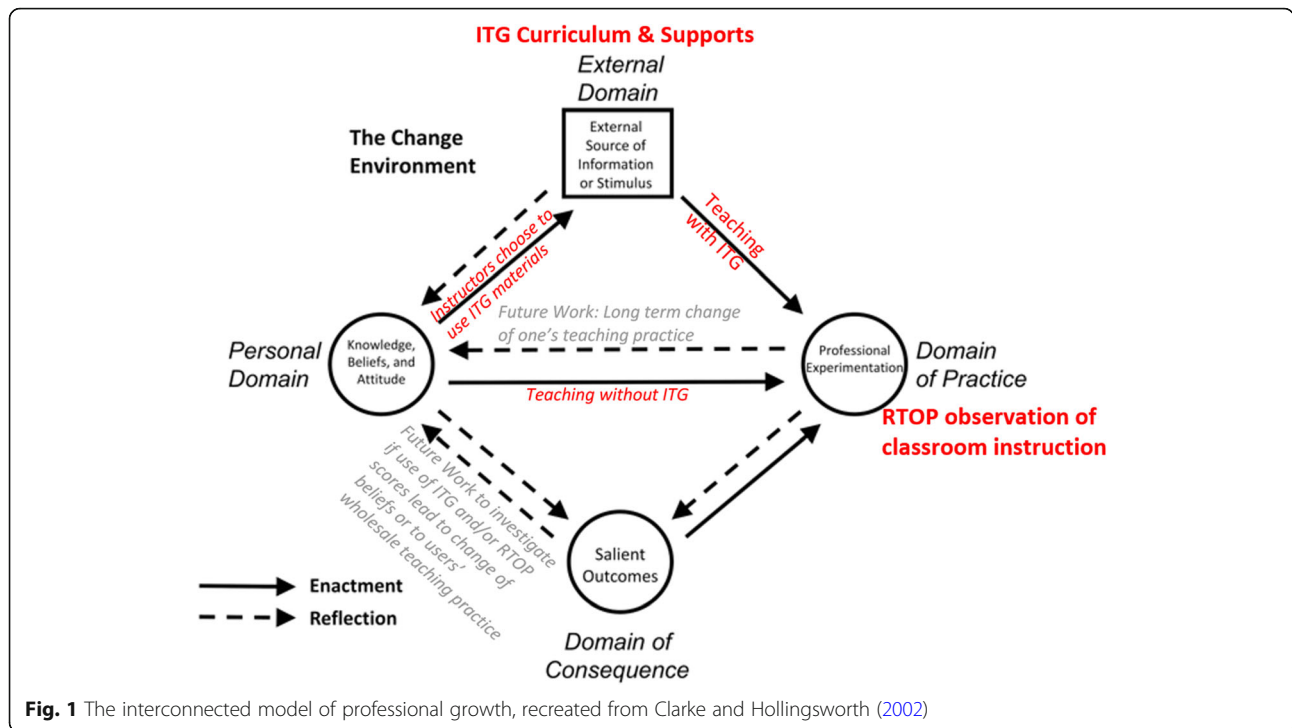 ITG Curriculum & Supports
External
Domain
The Change
Environment
External
Source of
Information
or Stimulus
Instructors choose to
use ITG materials
Teaching
with ITG
Future Work: Long term change
of one's teaching practice
Personal
Domain
Knowledge,
Beliefs, and
Attitude
Professional
Experimentation
Domain
of Practice
Teaching without ITG
RTOP observation of
classroom instruction
Future Work to investigate
if use of ITG and/or RTOP
scores lead to change of
beliefs or to users'
wholesale teaching practice
Salient
Outcomes
Enactment
Reflection
Domain of
Consequence
Fig. 1 The interconnected model of professional growth, recreated from Clarke and Hollingsworth (2002)